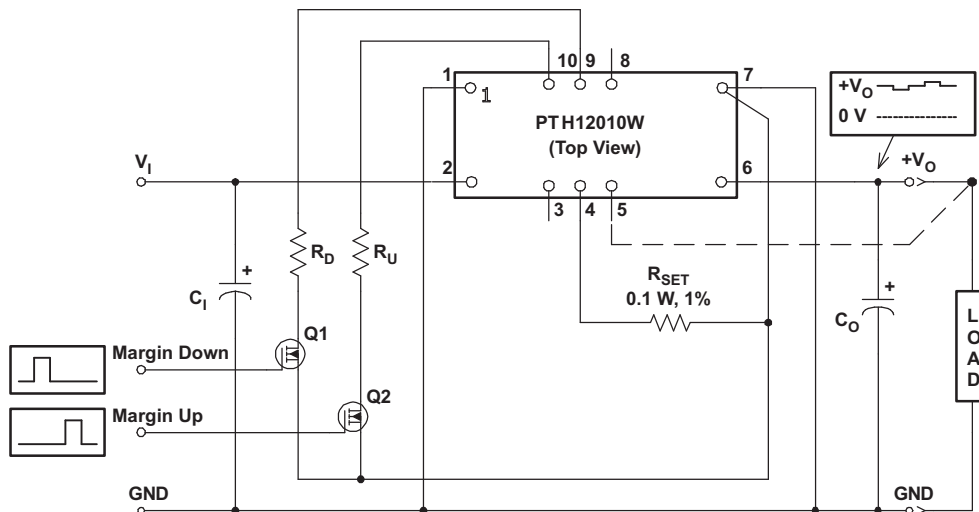 10 9 8
1
1
7
PTH12010W
(Top View)
+VO
0 V
VI
2
6
+VO
3 4 5
RD
RU
RSET
0.1 W, 1%
+
CI
+
CO
LOAD
Q1
Margin Down
Q2
Margin Up
GND
GND